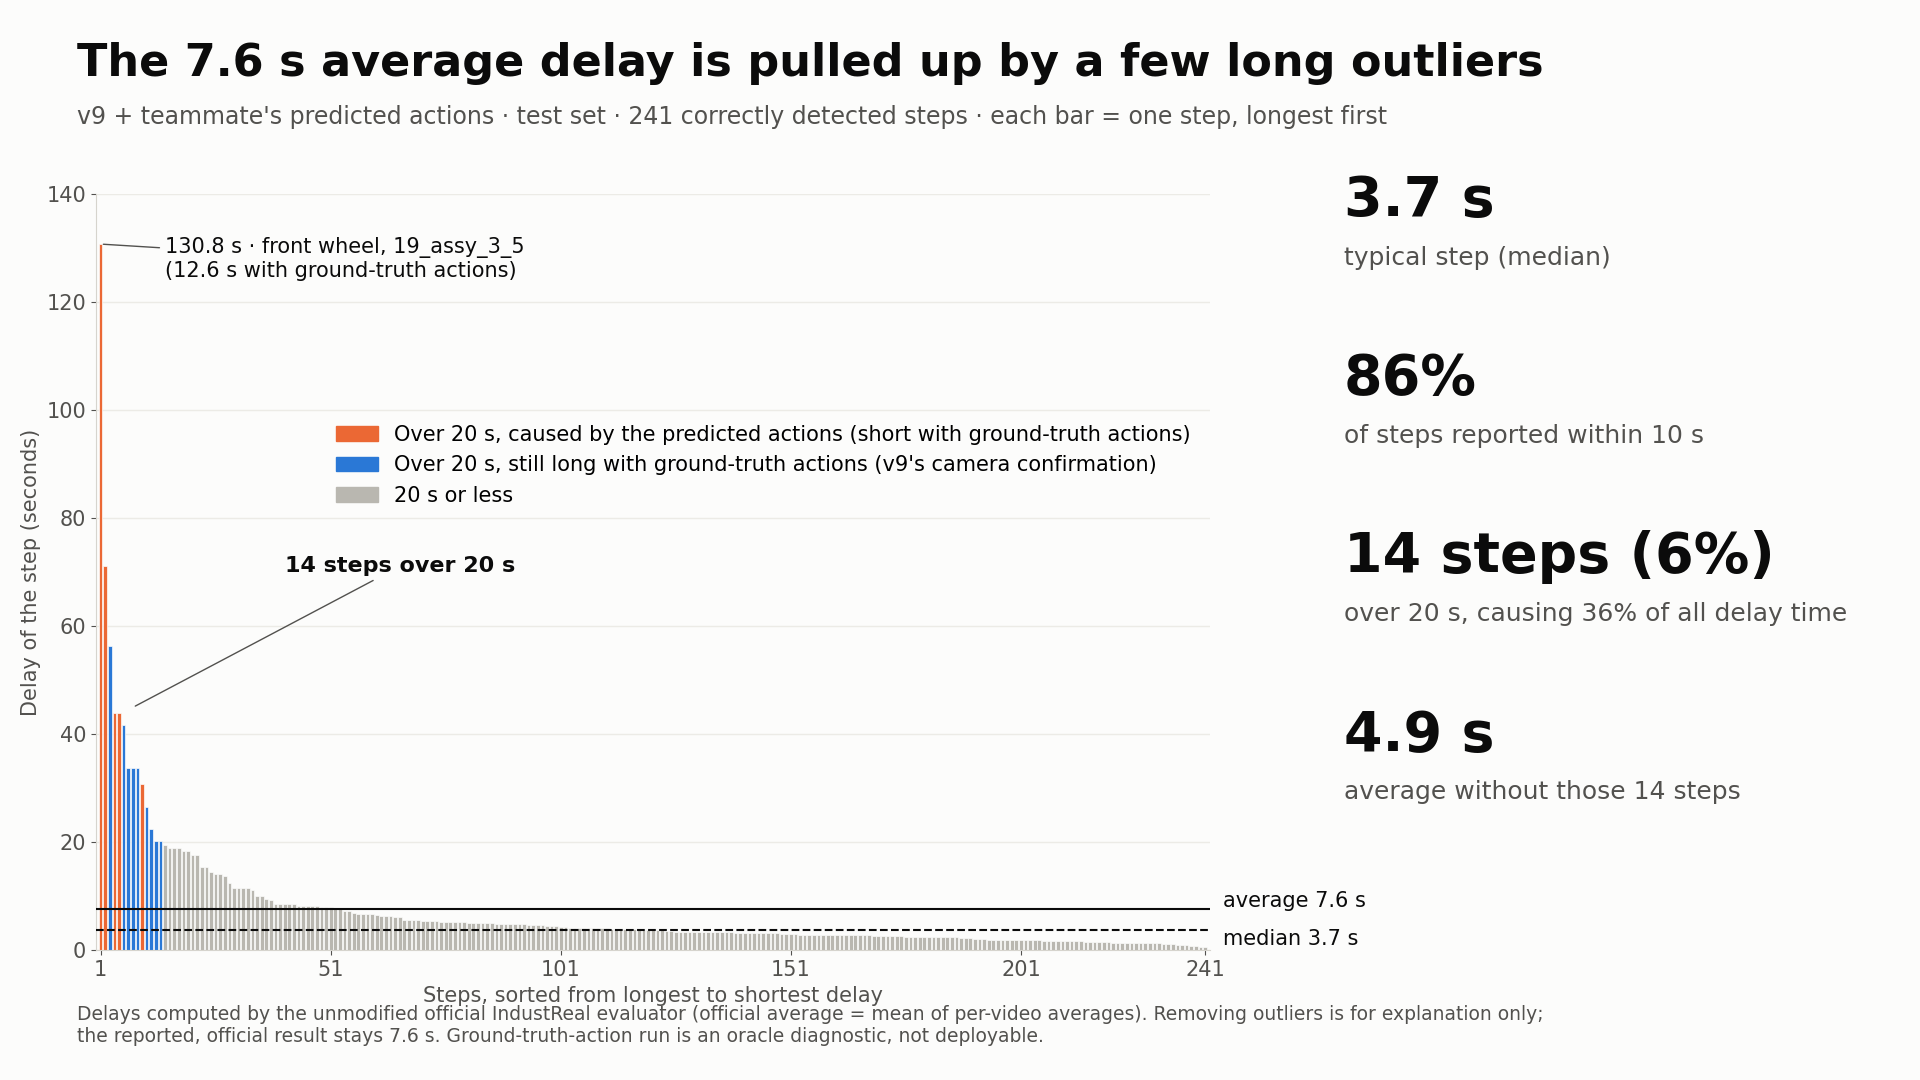 The 7.6 s average delay is pulled up by a few long outliers
v9 + teammate's predicted actions · test set · 241 correctly detected steps · each bar = one step, longest first
Delay of the step (seconds)
140
120
100
80
60
40
20
0
130.8 s · front wheel, 19_assy_3_5
(12.6 s with ground-truth actions)
Over 20 s, caused by the predicted actions (short with ground-truth actions)
Over 20 s, still long with ground-truth actions (v9's camera confirmation)
20 s or less
14 steps over 20 s
average 7.6 s
median 3.7 s
1
51
101
151
201
241
Steps, sorted from longest to shortest delay
3.7 s
typical step (median)
86%
of steps reported within 10 s
14 steps (6%)
over 20 s, causing 36% of all delay time
4.9 s
average without those 14 steps
Delays computed by the unmodified official IndustReal evaluator (official average = mean of per-video averages). Removing outliers is for explanation only;
the reported, official result stays 7.6 s. Ground-truth-action run is an oracle diagnostic, not deployable.